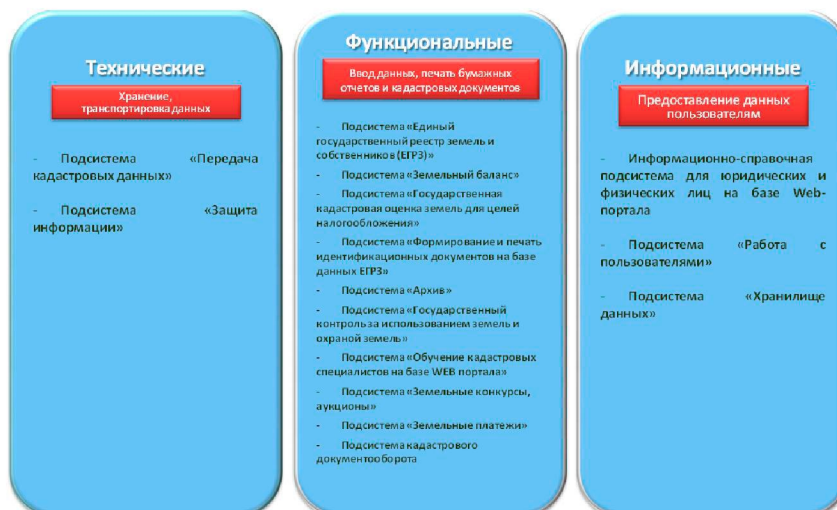 Технические
Хранение,
транспортировка данных
- Подсистема «Передача
кадастровых данных»
- Подсистема «Защита
информации»
Функциональные
Ввод данных, печать бумажных
отчетов и кадастровых документов
- Подсистема «Единый
государственный реестр земель и
собственников (ЕГРЗ)»
- Подсистема «Земельный баланс»
- Подсистема «Государственная
кадастровая оценка земель для целей
налогообложения»
- Подсистема «Формирование и печать
идентификационных документов на базе
данных ЕГРЗ»
- Подсистема «Архив»
- Подсистема «Государственный
контроль за использованием земель и
охраной земель»
- Подсистема «Обучение кадастровых
специалистов на базе WEB портала»
- Подсистема «Земельные конкурсы,
аукционы»
- Подсистема «Земельные платежи»
- Подсистема кадастрового
документооборота
Информационные
Предоставление данных
пользователям
- Информационно-справочная
подсистема для юридических и
физических лиц на базе Web-
портала
- Подсистема «Работа с
пользователями»
- Подсистема «Хранилище
данных»